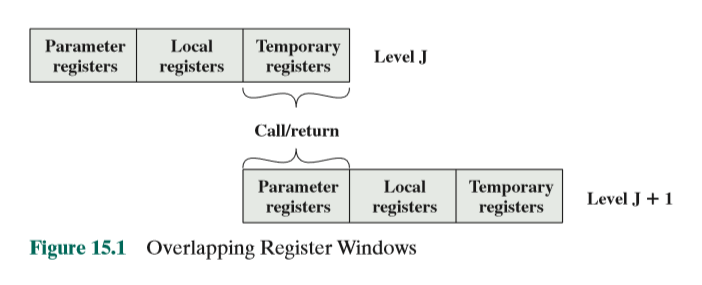 Parameter registers
Local registers
Temporary registers
Level J
Call/return
Parameter registers
Local registers
Temporary registers
Level J + 1
Figure 15.1 Overlapping Register Windows